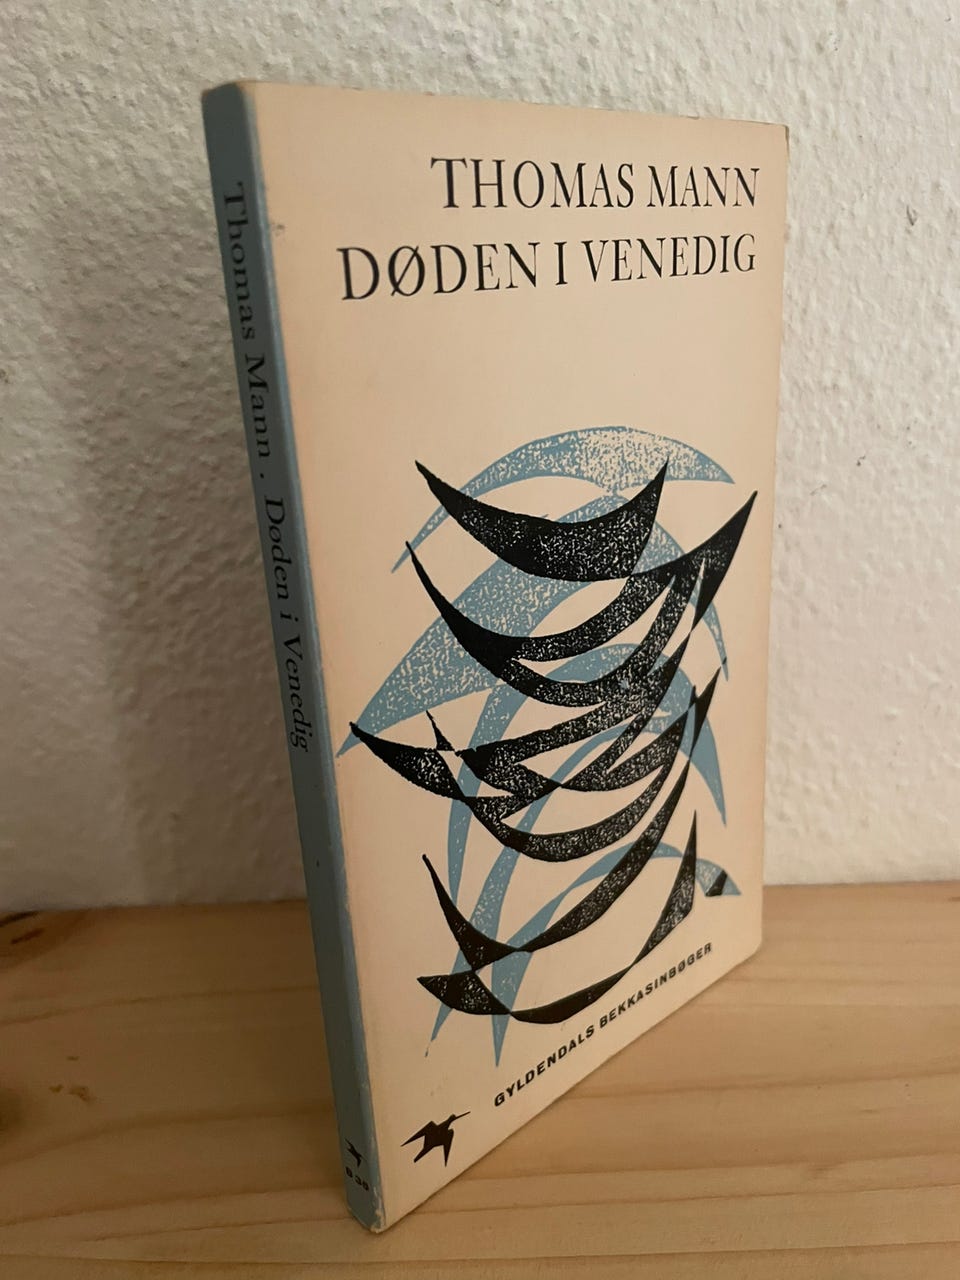 THOMAS MANN
DØDEN I VENEDIG
GYLDENDALS BEKKASINBØGER
Thomas Mann . Døden i Venedig